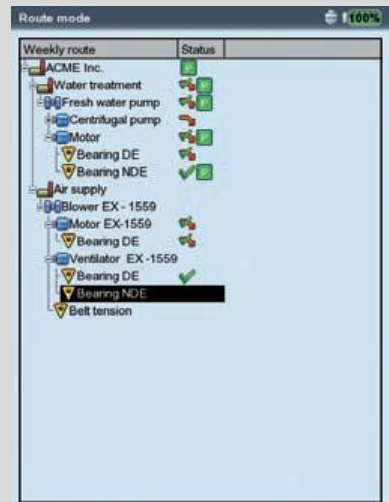 Route mode 100%
Weekly route Status
ACME Inc. P
Water treatment P
Fresh water pump P
Centrifugal pump
Motor P
Bearing DE
Bearing NDE P
Air supply
Blower EX - 1559
Motor EX-1559
Bearing DE
Ventilator EX -1559
Bearing DE
Bearing NDE
Belt tension